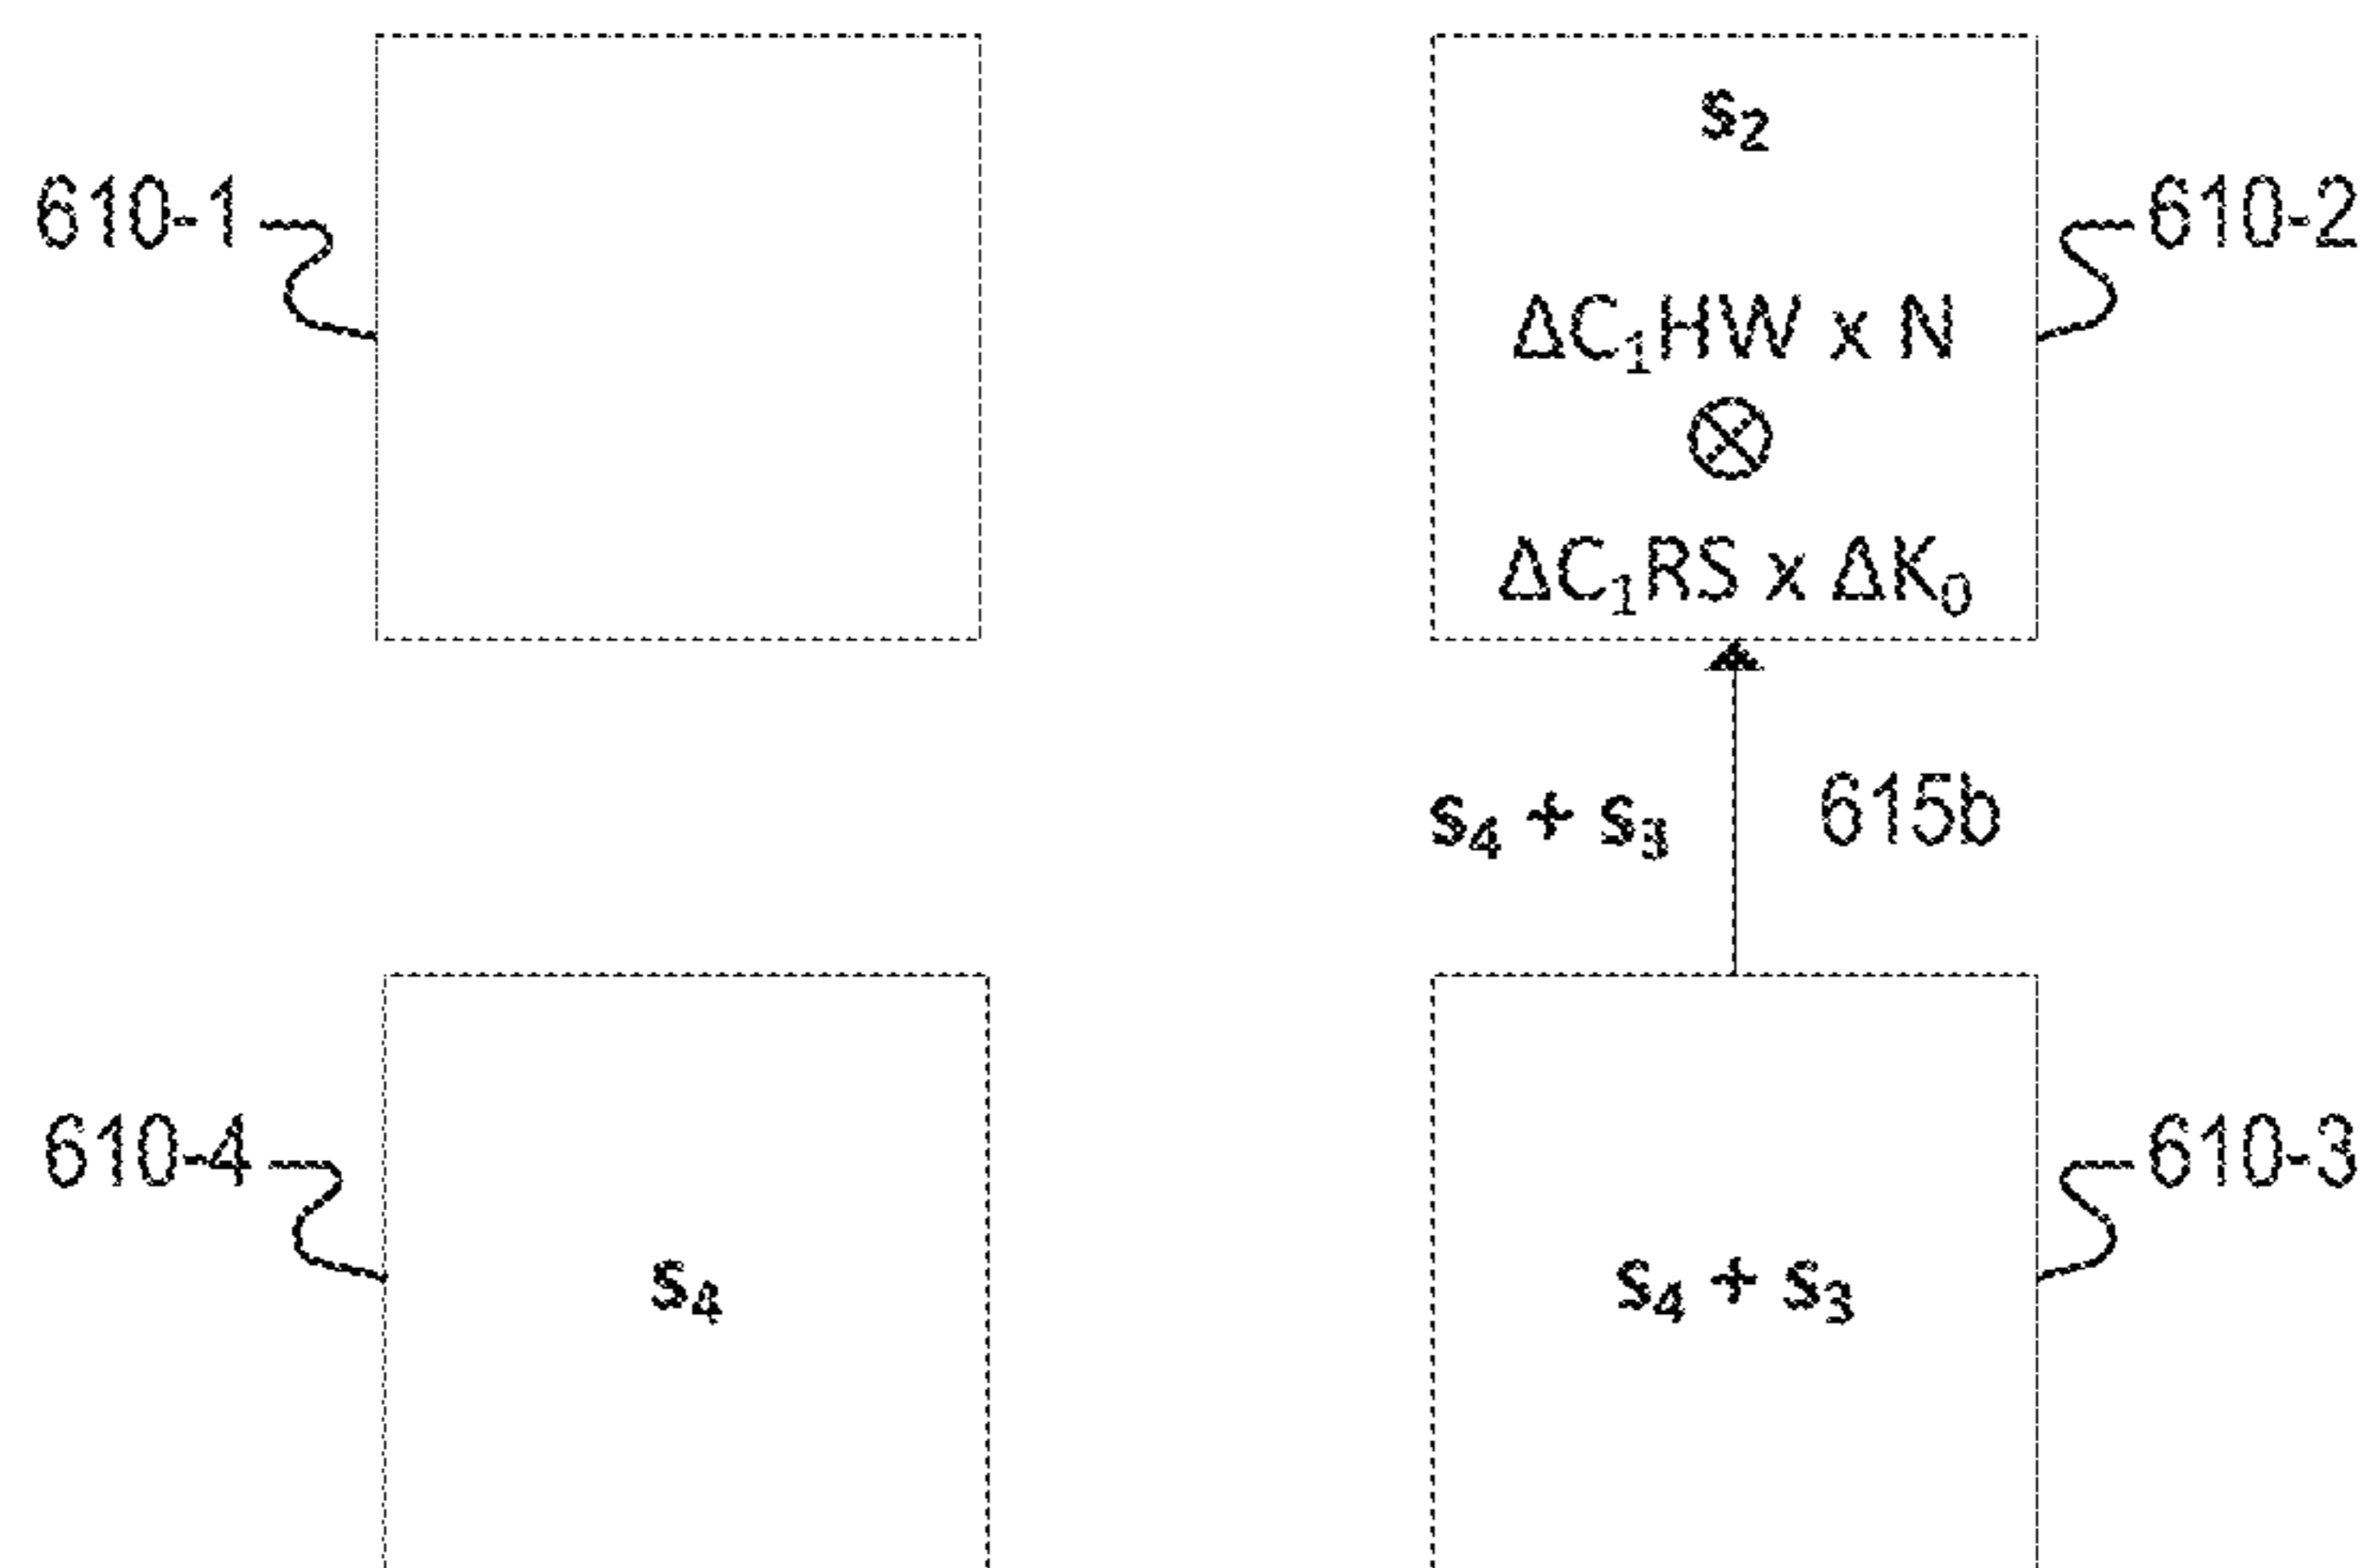 s₂
610-1
610-2
ΔC₁HW x N
⊗
ΔC₁RS x ΔK₀
s₄ + s₃
615b
610-4
610-3
s₄
s₄ + s₃